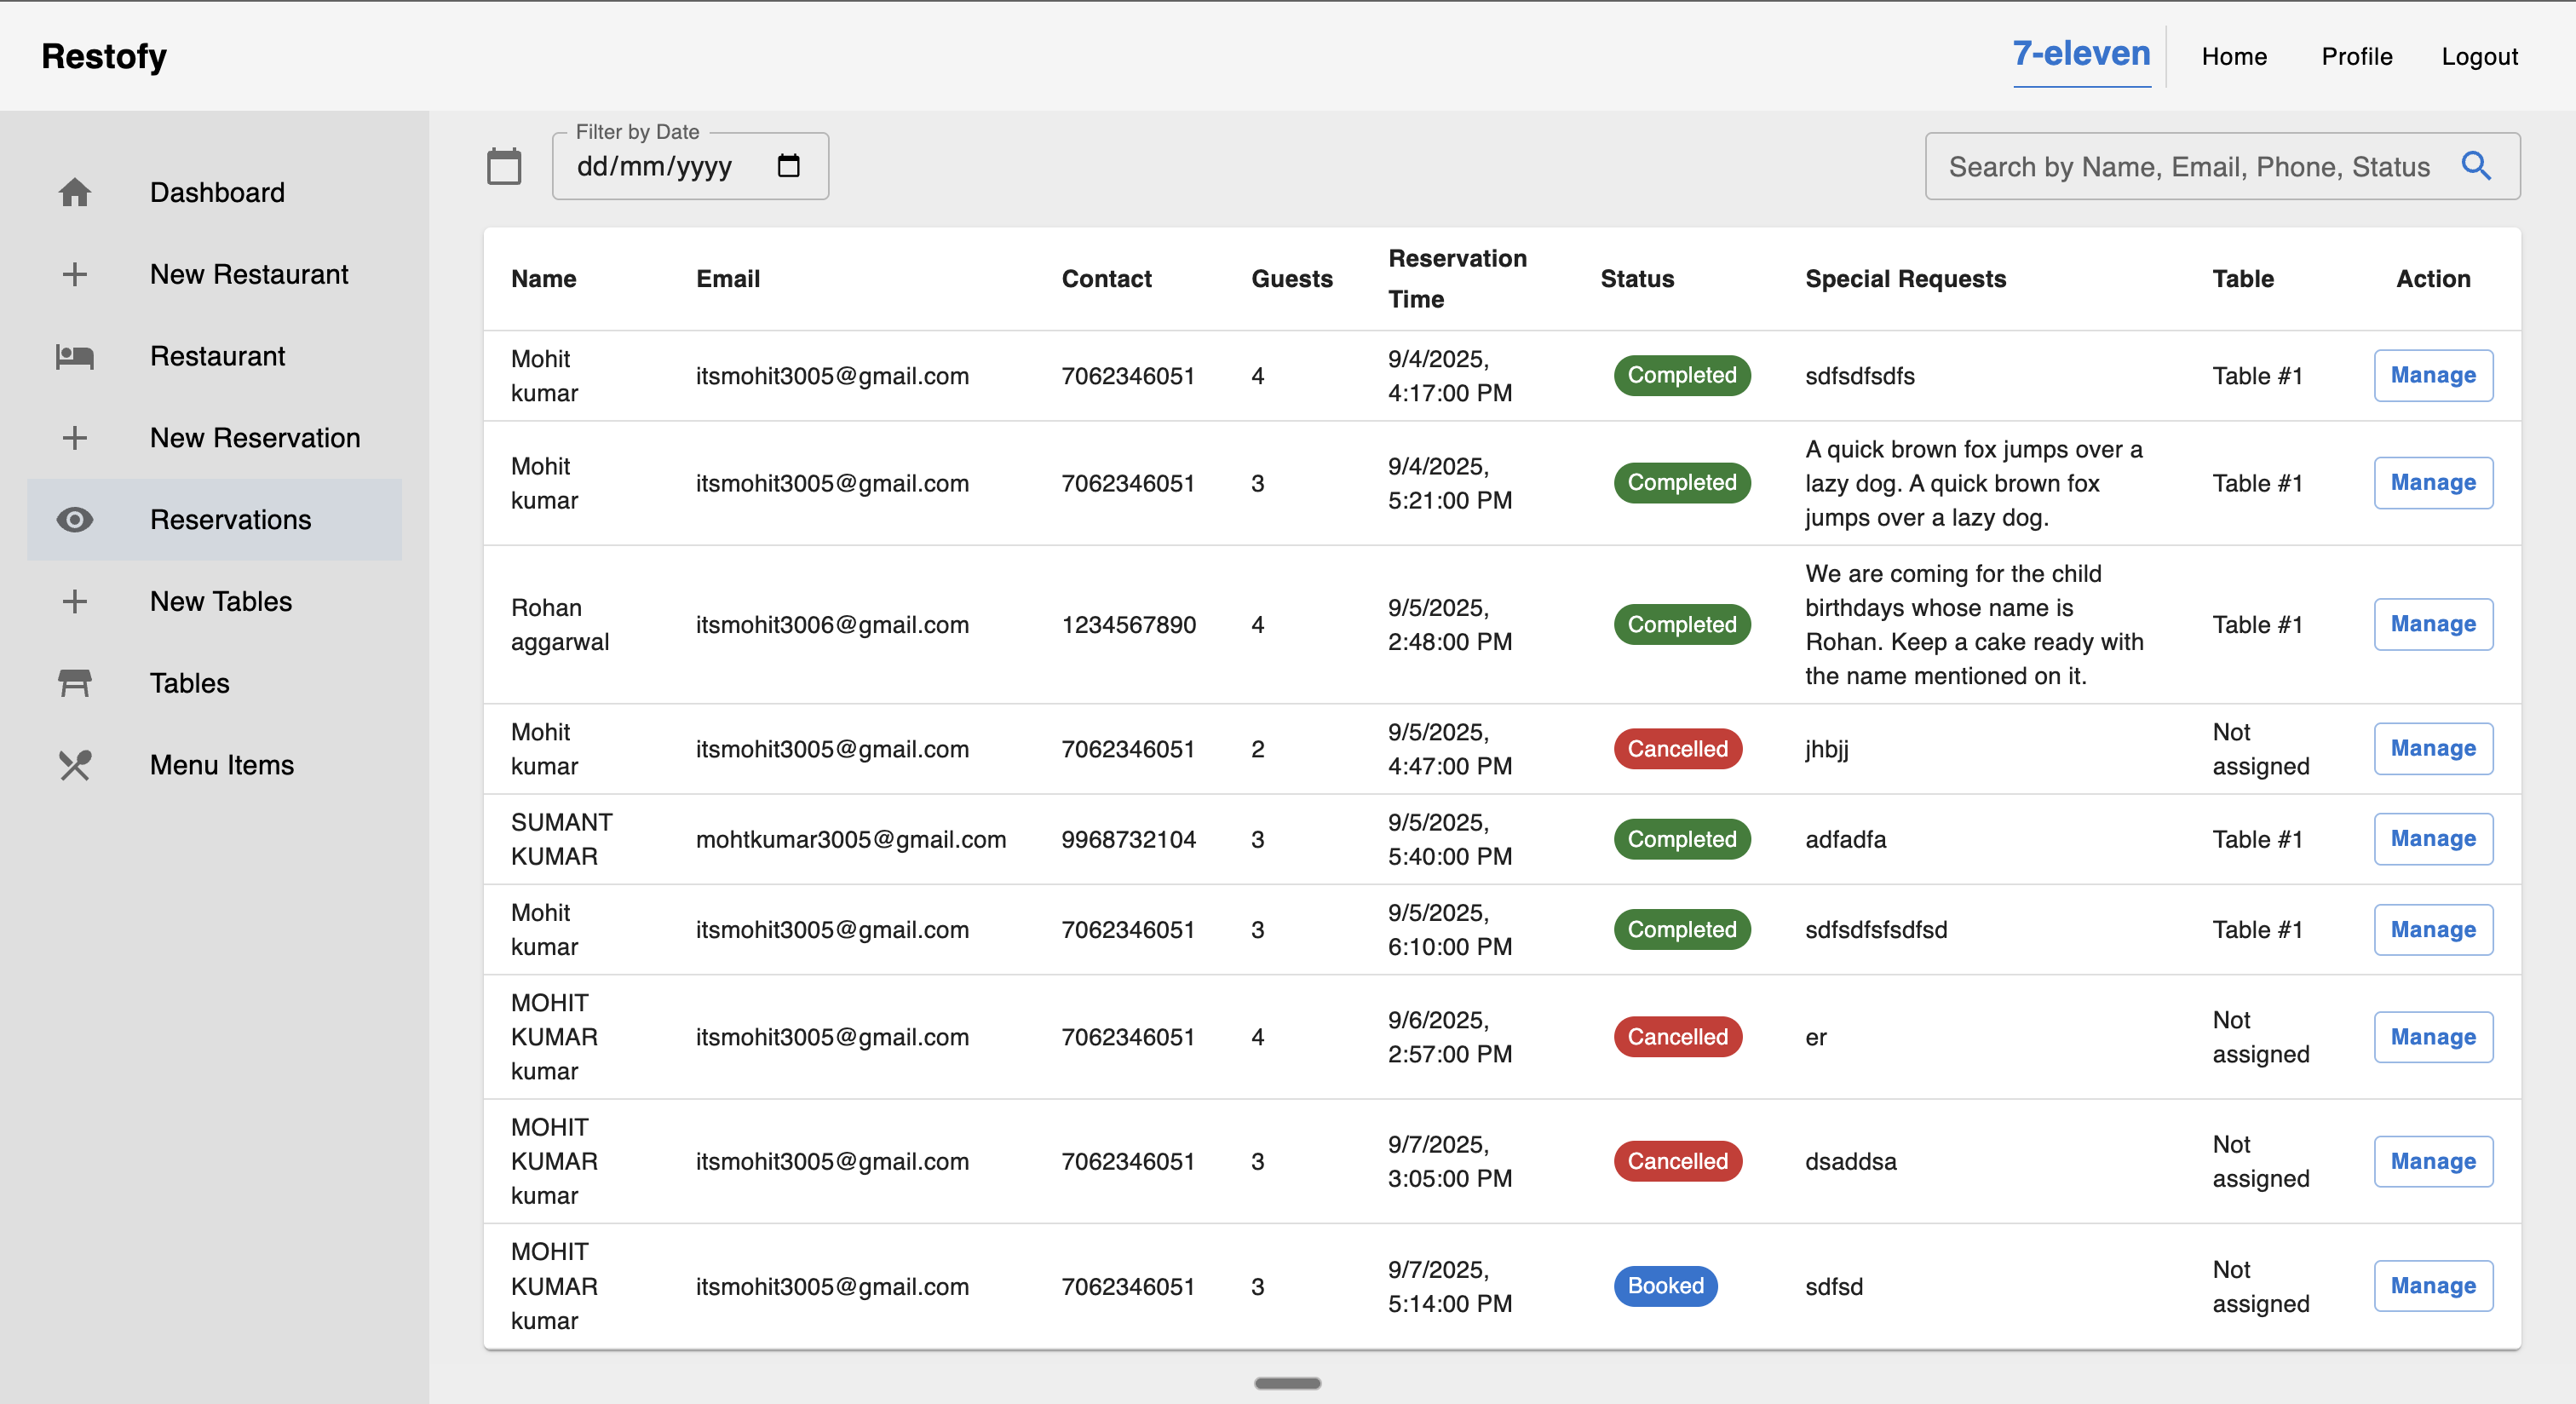 Restofy
7-eleven
Home
Profile
Logout
Dashboard
New Restaurant
Restaurant
New Reservation
Reservations
New Tables
Tables
Menu Items
Filter by Date
dd/mm/yyyy
Search by Name, Email, Phone, Status
Name
Email
Contact
Guests
Reservation
Time
Status
Special Requests
Table
Action
Mohit
kumar
itsmohit3005@gmail.com
7062346051
4
9/4/2025,
4:17:00 PM
Completed
sdfsdfsdfs
Table #1
Manage
Mohit
kumar
itsmohit3005@gmail.com
7062346051
3
9/4/2025,
5:21:00 PM
Completed
A quick brown fox jumps over a
lazy dog. A quick brown fox
jumps over a lazy dog.
Table #1
Manage
Rohan
aggarwal
itsmohit3006@gmail.com
1234567890
4
9/5/2025,
2:48:00 PM
Completed
We are coming for the child
birthdays whose name is
Rohan. Keep a cake ready with
the name mentioned on it.
Table #1
Manage
Mohit
kumar
itsmohit3005@gmail.com
7062346051
2
9/5/2025,
4:47:00 PM
Cancelled
jhbjj
Not
assigned
Manage
SUMANT
KUMAR
mohtkumar3005@gmail.com
9968732104
3
9/5/2025,
5:40:00 PM
Completed
adfadfa
Table #1
Manage
Mohit
kumar
itsmohit3005@gmail.com
7062346051
3
9/5/2025,
6:10:00 PM
Completed
sdfsdfsfsdfsd
Table #1
Manage
MOHIT
KUMAR
kumar
itsmohit3005@gmail.com
7062346051
4
9/6/2025,
2:57:00 PM
Cancelled
er
Not
assigned
Manage
MOHIT
KUMAR
kumar
itsmohit3005@gmail.com
7062346051
3
9/7/2025,
3:05:00 PM
Cancelled
dsaddsa
Not
assigned
Manage
MOHIT
KUMAR
kumar
itsmohit3005@gmail.com
7062346051
3
9/7/2025,
5:14:00 PM
Booked
sdfsd
Not
assigned
Manage